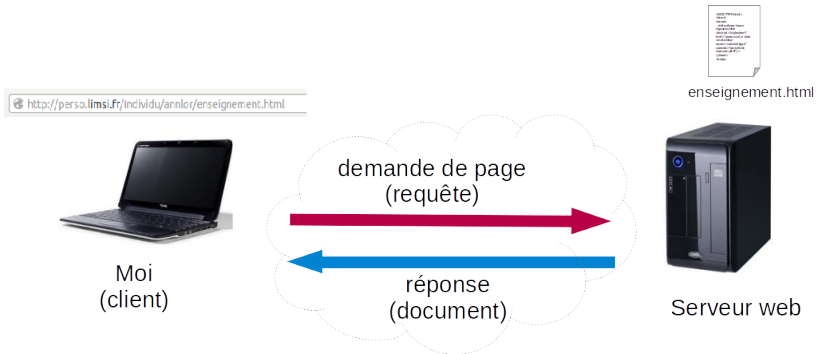 enseignement.html
http://perso.limsi.fr/Individu/annlor/enseignement.html
demande de page
(requête)
Moi
(client)
réponse
(document)
Serveur web